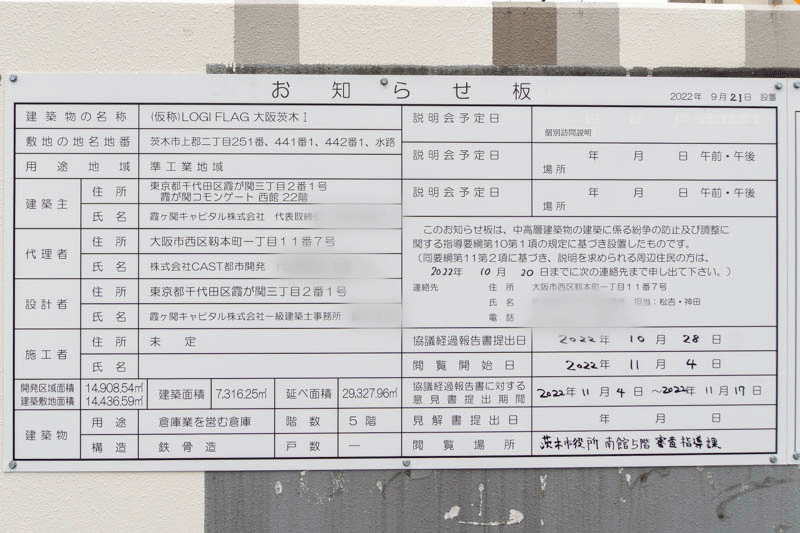 お知らせ板
2022年 9月21日 設置
建築物の名称 (仮称)LOGI FLAG 大阪茨木Ⅰ
敷地の地名地番 茨木市上郡二丁目251番、441番1、442番1、水路
用途地域 準工業地域
建築主 住所 東京都千代田区霞が関三丁目2番1号
霞が関コモンゲート 西館 22階
氏名 霞ヶ関キャピタル株式会社 代表取締
代理者 住所 大阪市西区靱本町一丁目11番7号
氏名 株式会社CAST都市開発
設計者 住所 東京都千代田区霞が関三丁目2番1号
氏名 霞ヶ関キャピタル株式会社一級建築士事務所
施工者 住所 未定
氏名
開発区域面積 14,908.54㎡
建築敷地面積 14,436.59㎡
建築面積 7,316.25㎡ 延べ面積 29,327.96㎡
建築物 用途 倉庫業を営む倉庫 階数 5階
構造 鉄骨造 戸数 ―
説明会予定日 個別訪問説明
説明会予定日 年 月 日 午前・午後
場所
説明会予定日 年 月 日 午前・午後
場所
このお知らせ板は、中高層建築物の建築に係る紛争の防止及び調整に
関する指導要綱第10第1項の規定に基づき設置したものです。
(同要綱第11第2項に基づき、説明を求められる周辺住民の方は、
2022年 10月 20日までに次の連絡先まで申し出て下さい。)
連絡先 住所 大阪市西区靱本町一丁目11番7号
氏名 担当:松吉・神田
電話
協議経過報告書提出日 2022年 10月 28日
閲覧開始日 2022年 11月 4日
協議経過報告書に対する
意見書提出期間 2022年11月4日 ~2022年11月17日
見解書提出日 年 月 日
閲覧場所 茨木市役所 南館5階 審査指導課